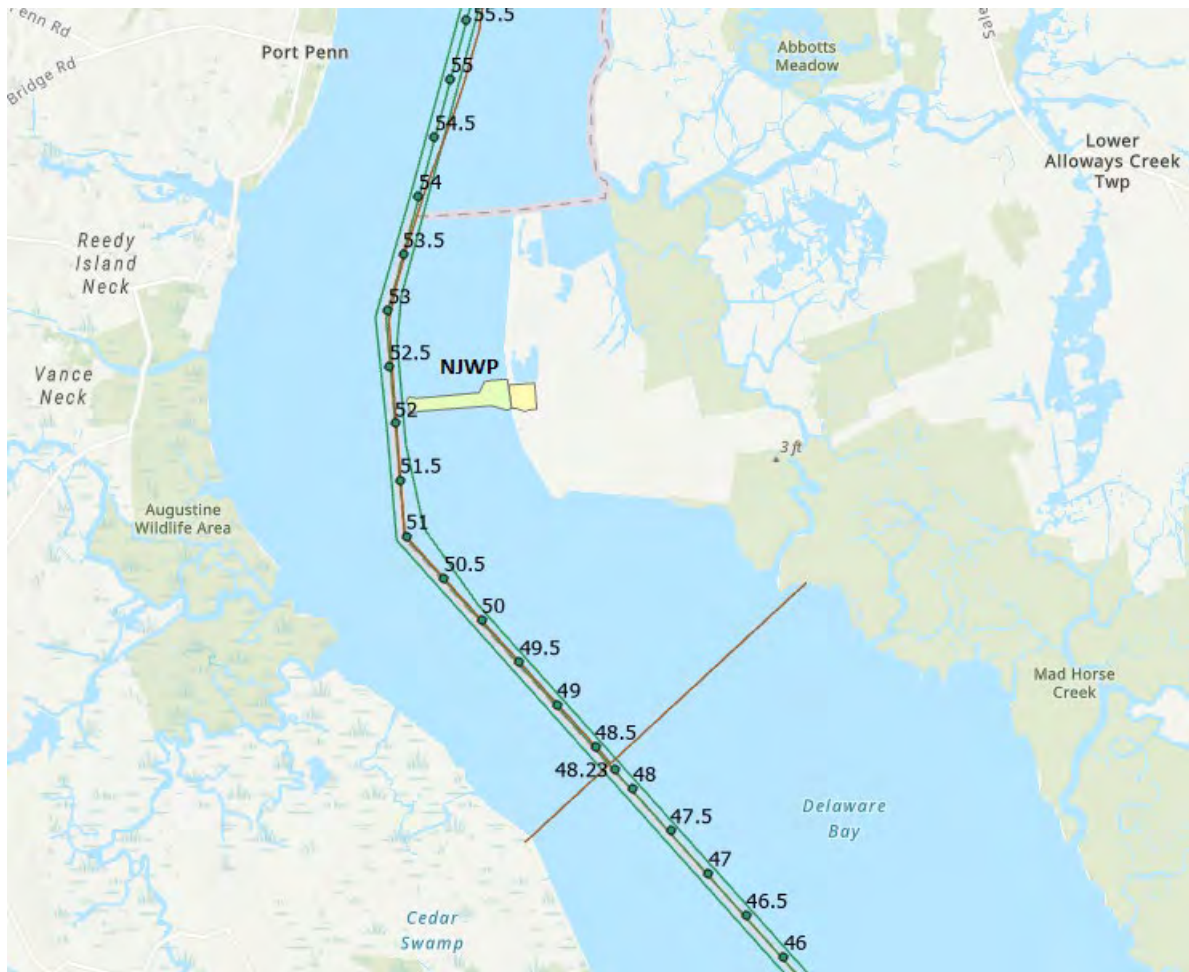 55.5
enn Rd
Port Penn
Bridge Rd
Sale
Abbotts
Meadow
55
54.5
Lower
Alloways Creek
Twp
54
53.5
Reedy
Island
Neck
53
52.5
NJWP
Vance
Neck
52
3 ft
51.5
Augustine
Wildlife Area
51
50.5
50
49.5
49
Mad Horse
Creek
48.5
48.23
48
47.5
Delaware
Bay
47
46.5
46
Cedar
Swamp